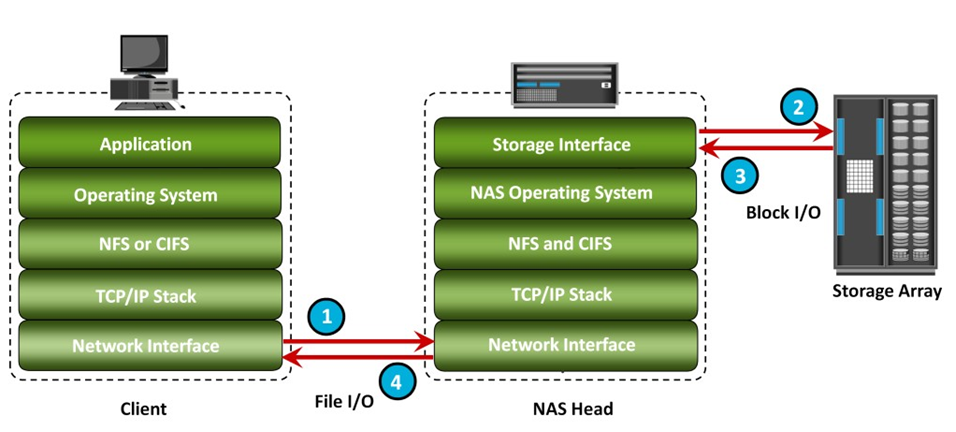 Application
Operating System
NFS or CIFS
TCP/IP Stack
Network Interface
Client
1
4
File I/O
Storage Interface
NAS Operating System
NFS and CIFS
TCP/IP Stack
Network Interface
NAS Head
2
3
Block I/O
Storage Array